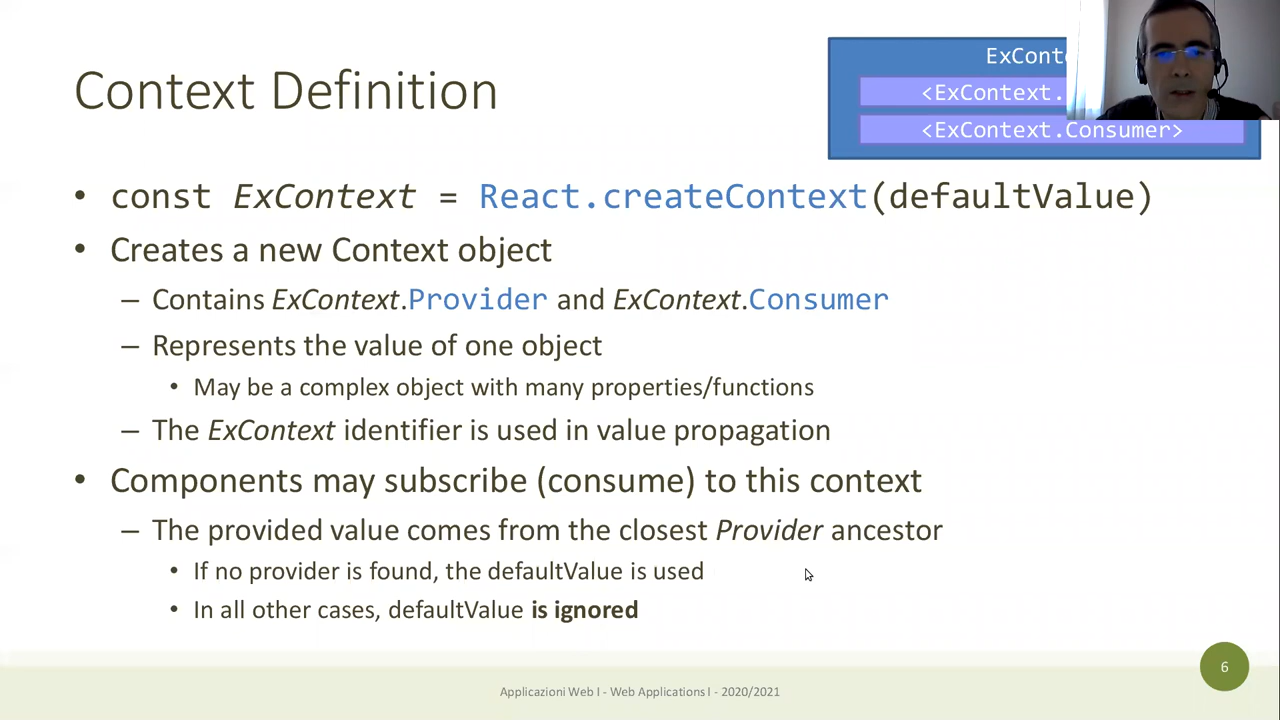 Context Definition
ExConte
<ExContext.
<ExContext.Consumer>
• const ExContext = React.createContext(defaultValue)
• Creates a new Context object
– Contains ExContext.Provider and ExContext.Consumer
– Represents the value of one object
• May be a complex object with many properties/functions
– The ExContext identifier is used in value propagation
• Components may subscribe (consume) to this context
– The provided value comes from the closest Provider ancestor
• If no provider is found, the defaultValue is used
• In all other cases, defaultValue is ignored
6
Applicazioni Web I - Web Applications I - 2020/2021